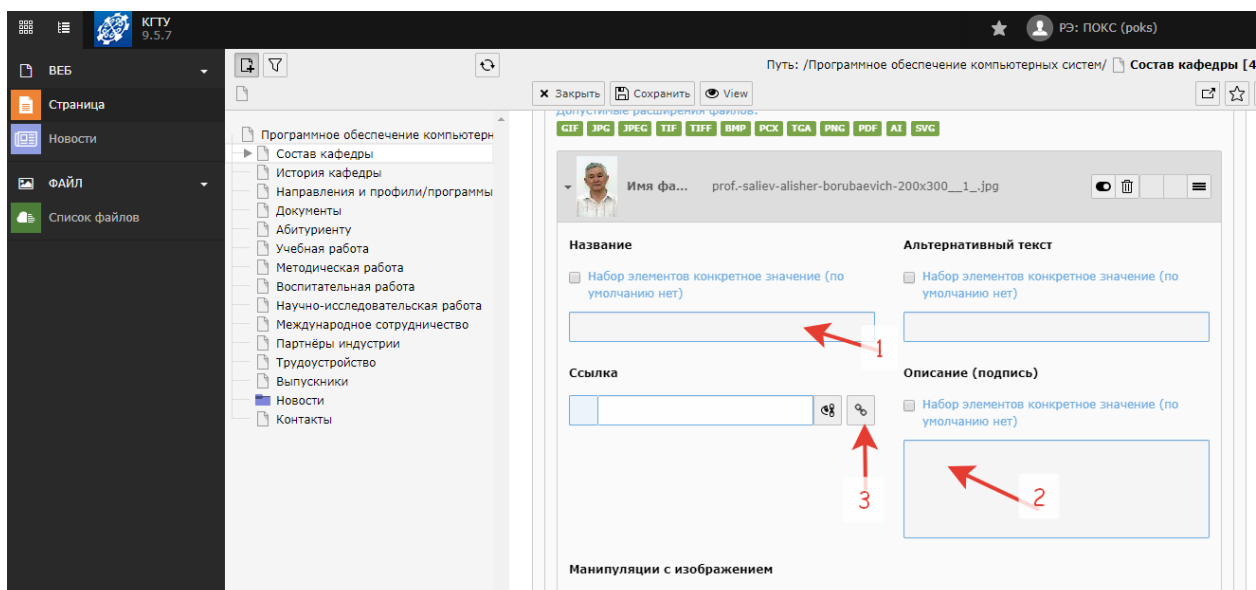 КГТУ
9.5.7
РЭ: ПОКС (poks)
ВЕБ
Страница
Новости
ФАЙЛ
Список файлов
Программное обеспечение компьютерн
Состав кафедры
История кафедры
Направления и профили/программы
Документы
Абитуриенту
Учебная работа
Методическая работа
Воспитательная работа
Научно-исследовательская работа
Международное сотрудничество
Партнёры индустрии
Трудоустройство
Выпускники
Новости
Контакты
Путь: /Программное обеспечение компьютерных систем/ Состав кафедры [4
Закрыть Сохранить View
Допустимые расширения файлов:
GIF JPG JPEG TIF TIFF BMP PCX TGA PNG PDF AI SVG
Имя фа... prof.-saliev-alisher-borubaevich-200x300__1_.jpg
Название
Набор элементов конкретное значение (по
умолчанию нет)
1
Альтернативный текст
Набор элементов конкретное значение (по
умолчанию нет)
Ссылка
3
Описание (подпись)
Набор элементов конкретное значение (по
умолчанию нет)
2
Манипуляции с изображением